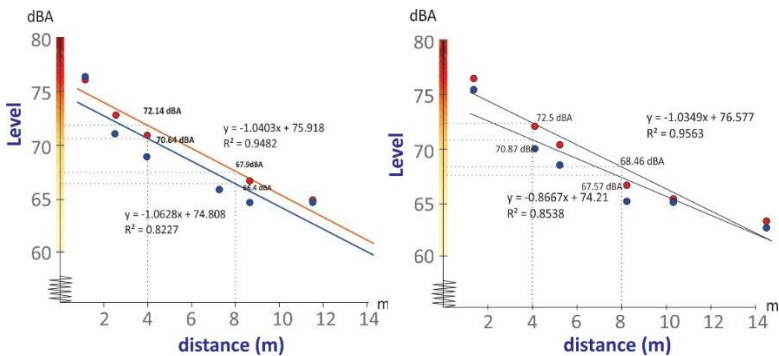 dBA
80
75
70
65
60
Level
72.14 dBA
70.64 dBA
y = -1.0403x + 75.918
R² = 0.9482
67.9dBA
66.4 dBA
y = -1.0628x + 74.808
R² = 0.8227
2
4
6
8
10
12
14
m
distance (m)
dBA
80
75
70
65
60
Level
72.5 dBA
70.87 dBA
y = -1.0349x + 76.577
R² = 0.9563
68.46 dBA
67.57 dBA
y = -0.8667x + 74.21
R² = 0.8538
2
4
6
8
10
12
14
m
distance (m)